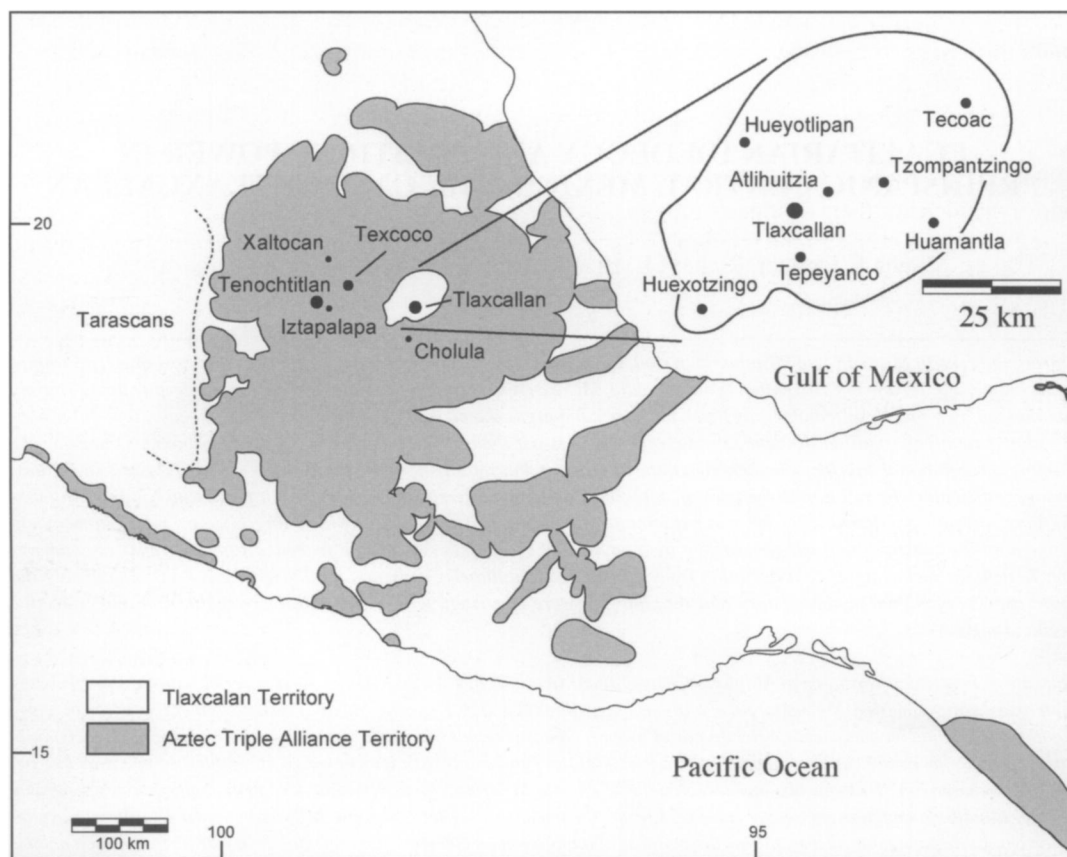 Hueyotlipan
Tecoac
Atlihuitzia
Tzompantzingo
20
Xaltocan
Texcoco
Tlaxcallan
Huamantla
Tenochtitlan
Tlaxcallan
Tepeyanco
Huexotzingo
Tarascans
Iztapalapa
Cholula
25 km
Gulf of Mexico
Tlaxcalan Territory
Aztec Triple Alliance Territory
15
Pacific Ocean
100 km
100
95